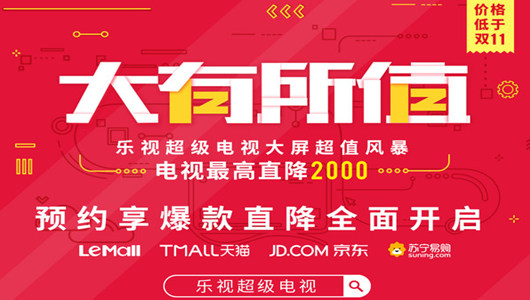 价格
低于
双11
大有所值
乐视超级电视大屏超值风暴
电视最高直降2000
预约享爆款直降全面开启
LeMall TMALL天猫 JD.COM 京东 苏宁易购
suning.com
乐视超级电视